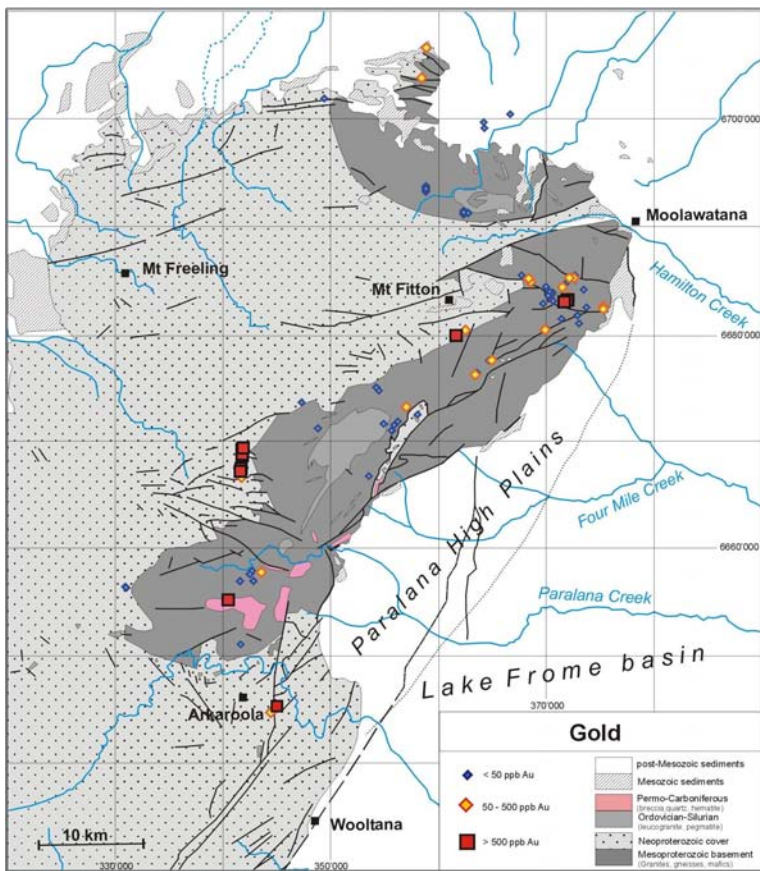 6700'000
Moolawatana
Mt Freeling
Hamilton Creek
Mt Fitton
6680'000
Paralana High Plains
Four Mile Creek
6660'000
Paralana Creek
Lake Frome basin
370'000
Arkaroola
Wooltana
10 km
330'000
350'000
Gold
< 50 ppb Au
50 - 500 ppb Au
> 500 ppb Au
post-Mesozoic sediments
Mesozoic sediments
Permo-Carboniferous
(breccia, quartz, hematite)
Ordovician-Silurian
(leucogranite, pegmatite)
Neoproterozoic cover
Mesoproterozoic basement
(Granites, gneisses, mafics)